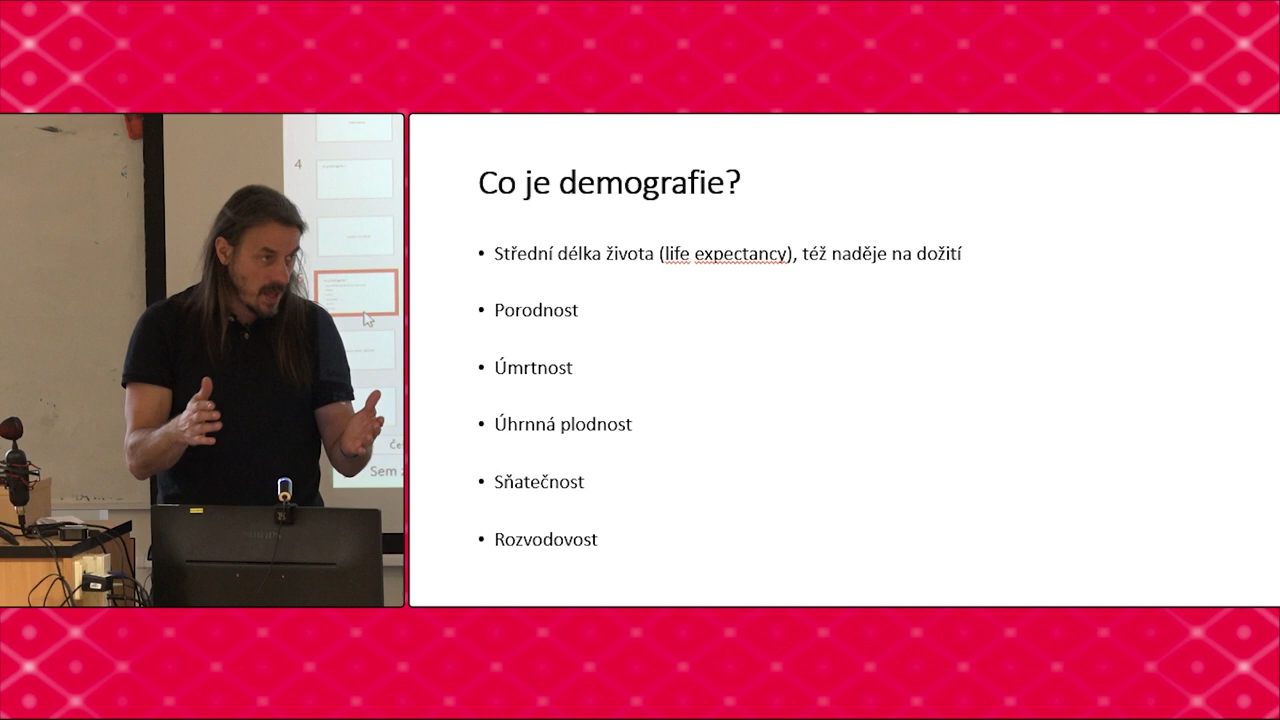 4
Sem
Co je demografie?
• Střední délka života (life expectancy), též naděje na dožití
• Porodnost
• Úmrtnost
• Úhrnná plodnost
• Sňatečnost
• Rozvodovost